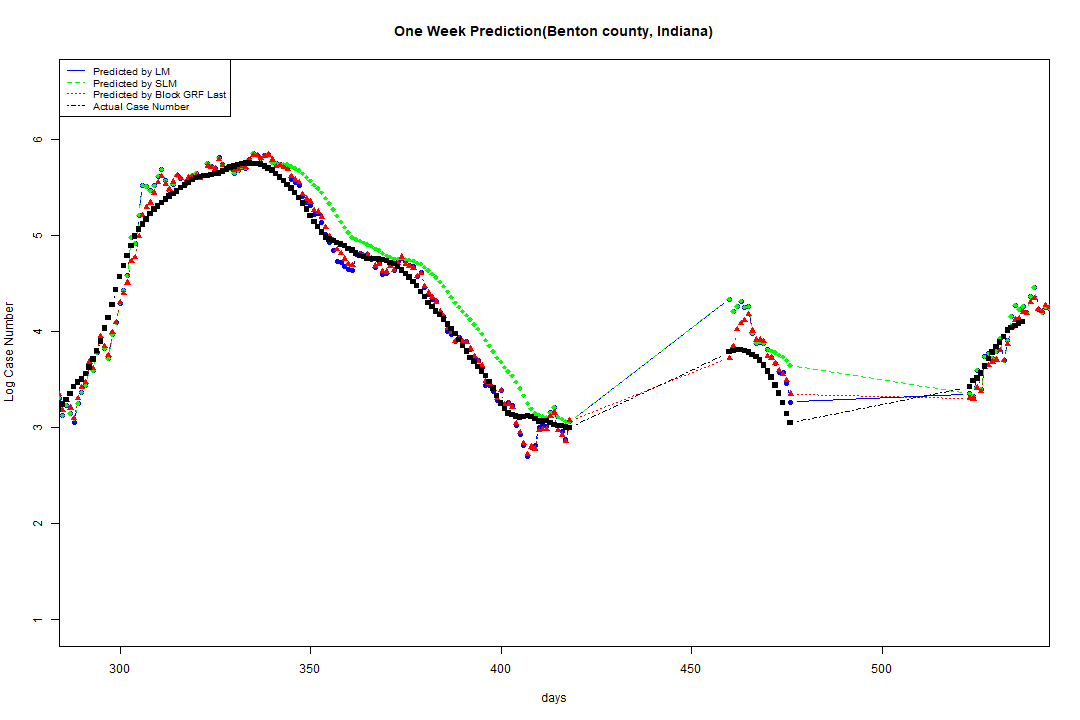 One Week Prediction(Benton county, Indiana)
Predicted by LM
Predicted by SLM
Predicted by Block GRF Last
Actual Case Number
Log Case Number
6
5
4
3
2
1
300
350
400
450
500
days